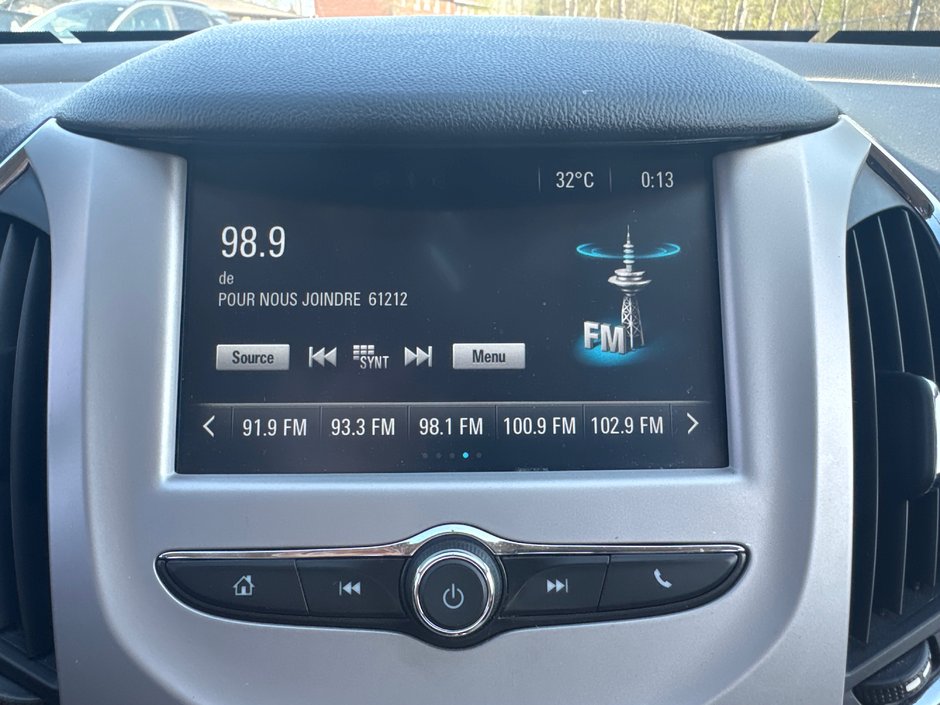 32°C 0:13
98.9
de
POUR NOUS JOINDRE 61212
FM
Source SYNT Menu
91.9 FM 93.3 FM 98.1 FM 100.9 FM 102.9 FM